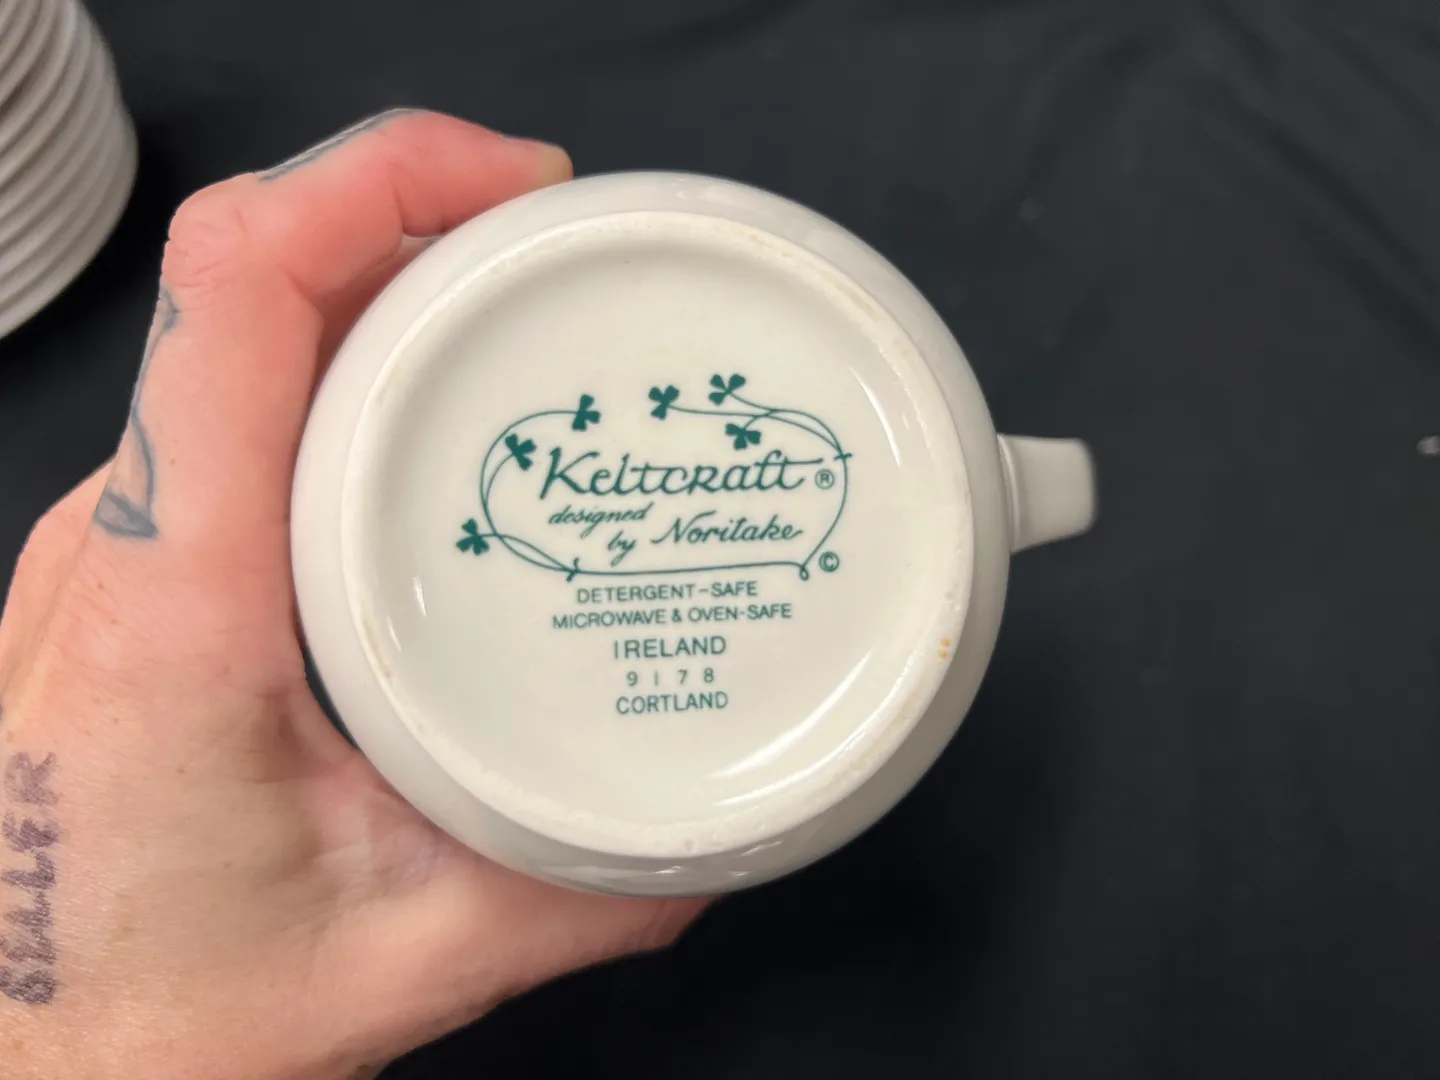 Keltcraft ®
designed
by Noritake
©
DETERGENT-SAFE
MICROWAVE & OVEN-SAFE
IRELAND
9178
CORTLAND